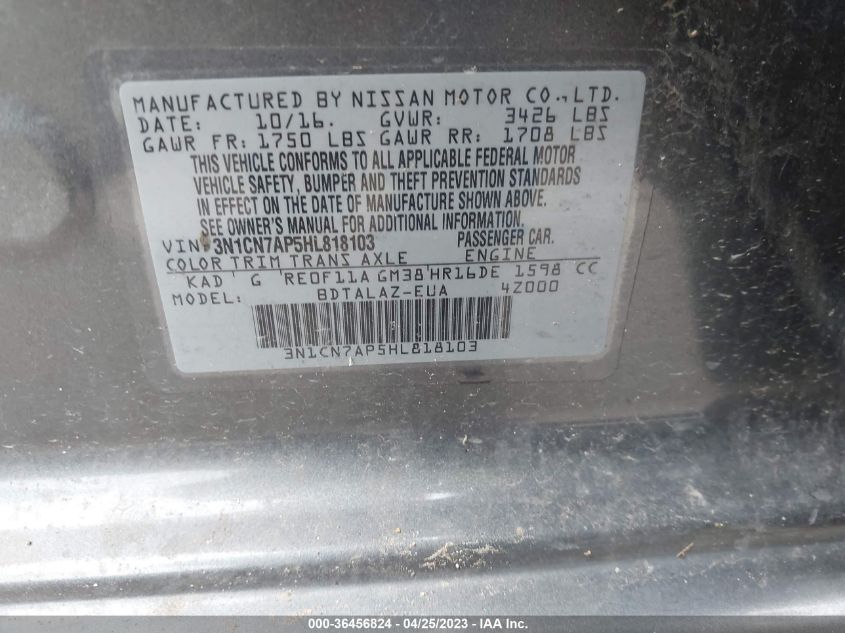 MANUFACTURED BY NISSAN MOTOR CO.,LTD.
DATE: 10/16. GVWR: 3426 LBS
GAWR FR: 1750 LBS GAWR RR: 1708 LBS
THIS VEHICLE CONFORMS TO ALL APPLICABLE FEDERAL MOTOR
VEHICLE SAFETY, BUMPER AND THEFT PREVENTION STANDARDS
IN EFFECT ON THE DATE OF MANUFACTURE SHOWN ABOVE.
SEE OWNER'S MANUAL FOR ADDITIONAL INFORMATION.
VIN: 3N1CN7AP5HL818103 PASSENGER CAR.
COLOR TRIM TRANS AXLE ENGINE
KAD G RE0F11A GM38 HR16DE 1598 CC
MODEL: BDTALAZ-EUA 4Z000
3N1CN7AP5HL818103
000-36456824 - 04/25/2023 - IAA Inc.